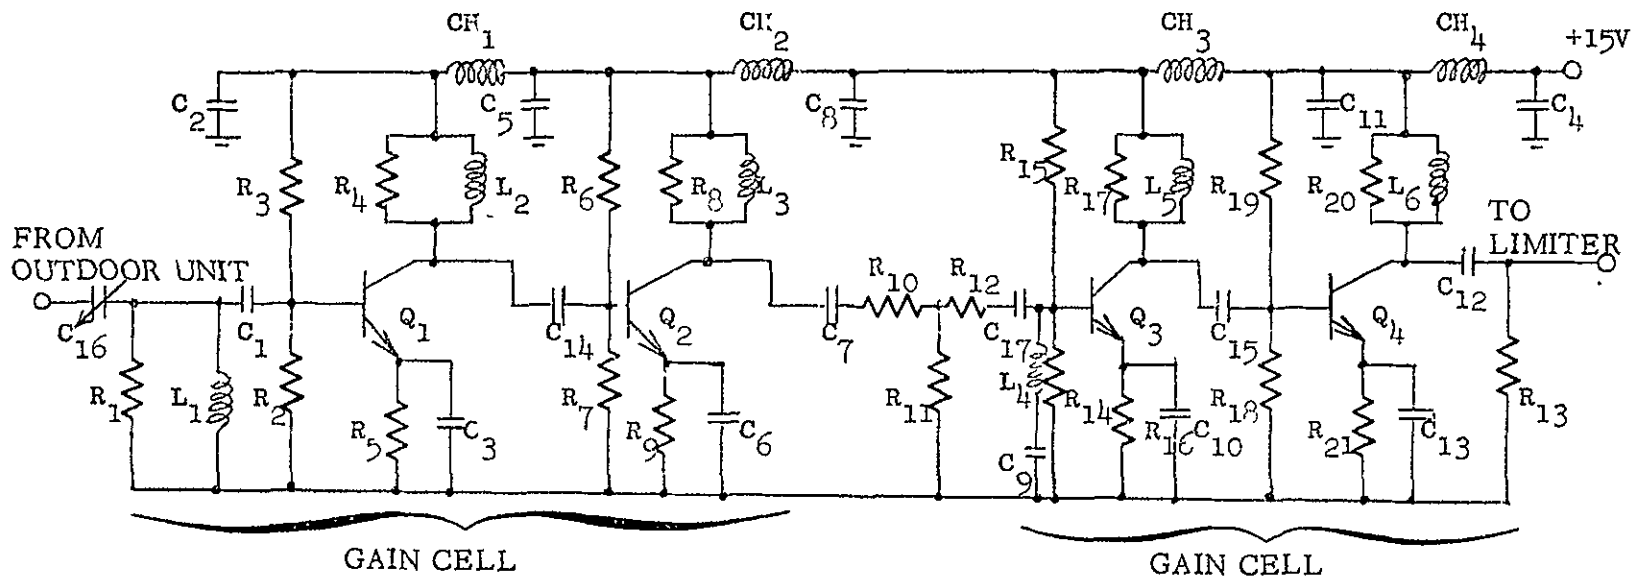 CH1 CH2 CH3 CH4 +15V
C2 C5 C8 C11 C4
R3 R4 L2 R6 R8 L3 R15 R17 L5 R19 R20 L6
FROM
OUTDOOR UNIT
TO
LIMITER
R10 R12
C16 C1 Q1 C14 Q2 C7 C17 Q3 C15 Q4 C12
R1 L1 R2 R5 C3 R7 R9 C6 R11 L4 R14 R16 C10 R18 R21 C13 R13
C9
GAIN CELL
GAIN CELL